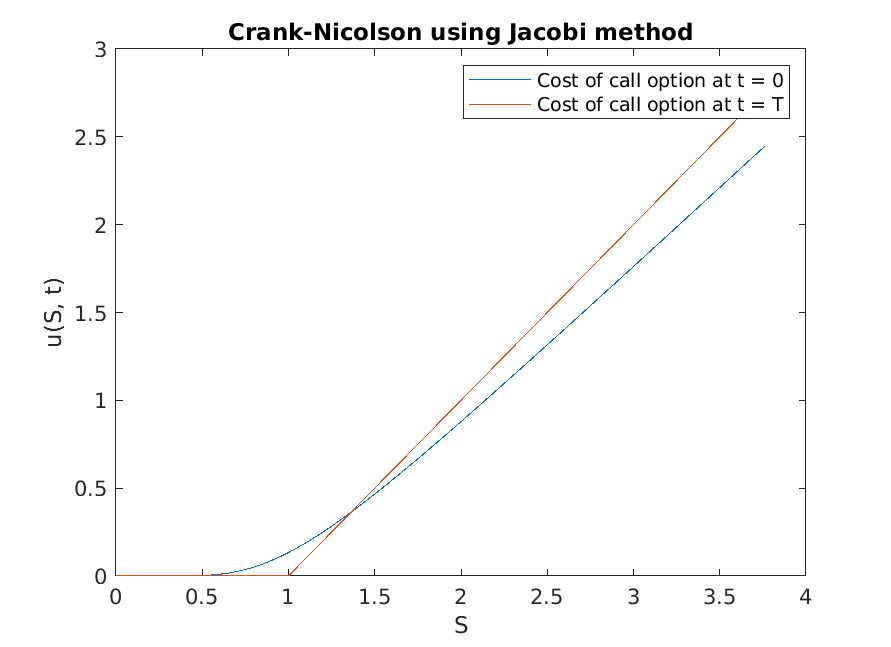 Crank-Nicolson using Jacobi method
Cost of call option at t = 0
Cost of call option at t = T
3
2.5
2
1.5
1
0.5
0
u(S, t)
0 0.5 1 1.5 2 2.5 3 3.5 4
S